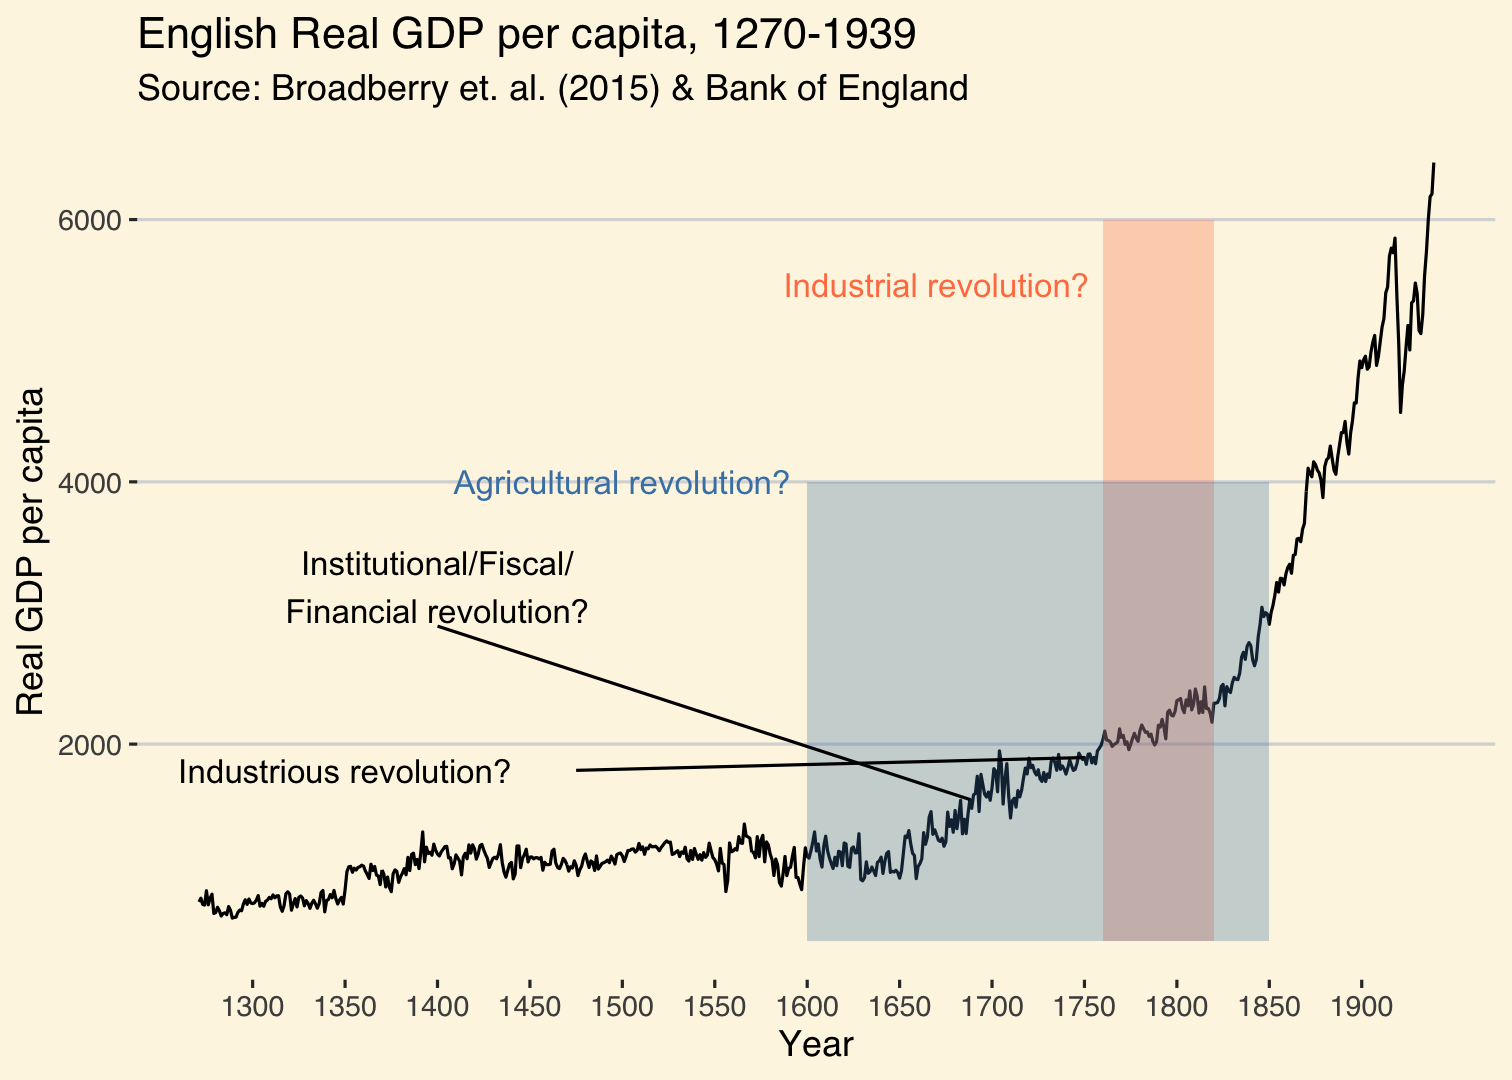 English Real GDP per capita, 1270-1939
Source: Broadberry et. al. (2015) & Bank of England
6000
Industrial revolution?
4000
Agricultural revolution?
Institutional/Fiscal/
Financial revolution?
2000
Industrious revolution?
Real GDP per capita
1300 1350 1400 1450 1500 1550 1600 1650 1700 1750 1800 1850 1900
Year